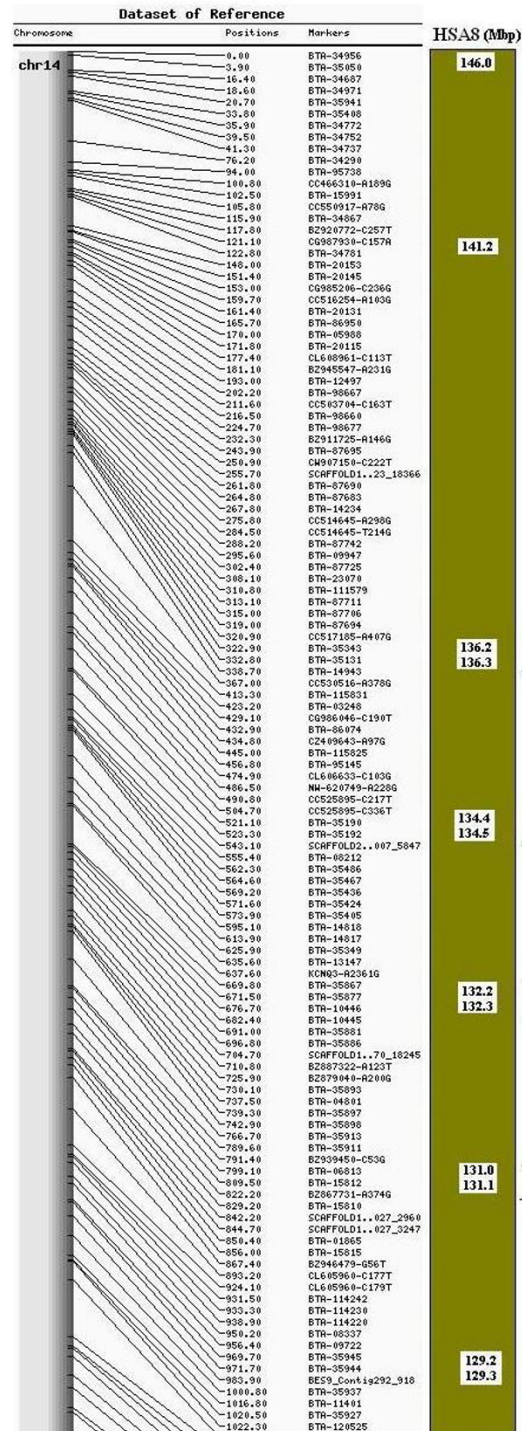 Dataset of Reference
Chromosome Positions Markers HSA8 (Mbp)
chr14
0.00 BTA-34956 146.0
3.90 BTA-35050
16.40 BTA-34687
18.60 BTA-34971
20.70 BTA-35941
33.80 BTA-35408
35.90 BTA-34772
39.50 BTA-34752
41.30 BTA-34737
76.20 BTA-34290
94.00 BTA-95738
100.80 CC466310-A189G
102.50 BTA-15991
105.80 CC550917-A78G
115.90 BTA-34867
117.80 BZ920772-C257T
121.10 CG987930-C157A 141.2
122.80 BTA-34781
148.00 BTA-20153
151.40 BTA-20145
153.00 CG985206-C236G
159.70 CC516254-A103G
161.40 BTA-20131
165.70 BTA-86950
170.00 BTA-05988
171.80 BTA-20115
177.40 CL608961-C113T
181.10 BZ945547-A231G
193.00 BTA-12497
202.20 BTA-98667
211.60 CC503704-C163T
216.50 BTA-98660
224.70 BTA-98677
232.30 BZ911725-A146G
243.90 BTA-87695
250.90 CW907150-C222T
255.70 SCAFFOLD1..23_18366
261.80 BTA-87690
264.80 BTA-87683
267.80 BTA-14234
275.80 CC514645-A298G
284.50 CC514645-T214G
288.20 BTA-87742
295.60 BTA-09947
302.40 BTA-87725
308.10 BTA-23070
310.80 BTA-111579
313.10 BTA-87711
315.00 BTA-87706
319.00 BTA-87694
320.90 CC517185-A407G
322.90 BTA-35343 136.2
332.80 BTA-35131 136.3
338.70 BTA-14943
367.00 CC530516-A378G
413.30 BTA-115831
423.20 BTA-03248
429.10 CG986046-C190T
432.90 BTA-86074
434.80 CZ409643-A97G
445.00 BTA-115825
456.80 BTA-95145
474.90 CL606633-C103G
486.50 NW-620749-A228G
490.80 CC525895-C217T
504.70 CC525895-C336T
521.10 BTA-35190 134.4
523.30 BTA-35192 134.5
543.10 SCAFFOLD2..007_5847
555.40 BTA-08212
562.30 BTA-35486
564.60 BTA-35467
569.20 BTA-35436
571.60 BTA-35424
573.90 BTA-35405
595.10 BTA-14818
613.90 BTA-14817
625.90 BTA-35349
635.60 BTA-13147
637.60 KCNQ3-A2361G
669.80 BTA-35867
671.50 BTA-35877 132.2
676.70 BTA-10446 132.3
682.40 BTA-10445
691.00 BTA-35881
696.80 BTA-35886
704.70 SCAFFOLD1..70_18245
710.80 BZ887322-A123T
725.90 BZ879040-A200G
730.10 BTA-35893
737.50 BTA-04801
739.30 BTA-35897
742.90 BTA-35898
766.70 BTA-35913
789.60 BTA-35911
791.40 BZ939450-C53G
799.10 BTA-06813 131.0
809.50 BTA-15812 131.1
822.20 BZ867731-A374G
829.20 BTA-15810
842.20 SCAFFOLD1..027_2960
844.70 SCAFFOLD1..027_3247
850.40 BTA-01865
856.00 BTA-15815
867.40 BZ946479-G56T
893.20 CL605960-C177T
924.10 CL605960-C179T
931.50 BTA-114242
933.30 BTA-114230
938.90 BTA-114220
950.20 BTA-08337
956.40 BTA-09722
969.70 BTA-35945 129.2
971.70 BTA-35944
983.90 BES9_Contig292_918 129.3
1000.80 BTA-35937
1016.80 BTA-11401
1020.50 BTA-35927
1022.30 BTA-120525